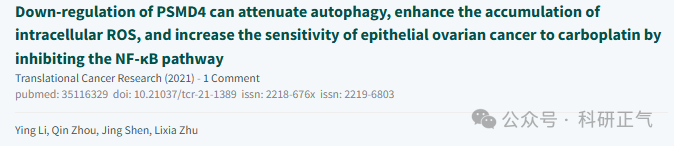 Down-regulation of PSMD4 can attenuate autophagy, enhance the accumulation of
intracellular ROS, and increase the sensitivity of epithelial ovarian cancer to carboplatin by
inhibiting the NF-κB pathway
Translational Cancer Research (2021) - 1 Comment
pubmed: 35116329 doi: 10.21037/tcr-21-1389 issn: 2218-676x issn: 2219-6803
公众号 · 科研正气
Ying Li, Qin Zhou, Jing Shen, Lixia Zhu